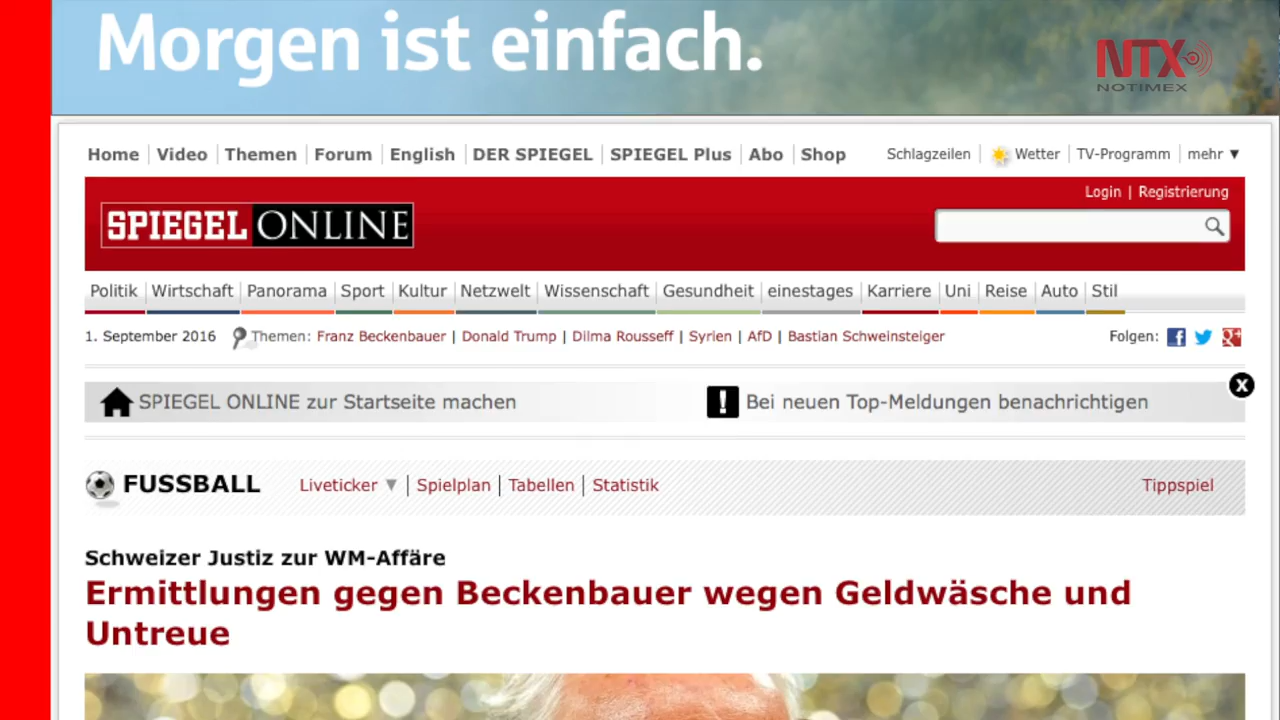 Morgen ist einfach.
NTX
NOTIMEX
Home Video Themen Forum English DER SPIEGEL SPIEGEL Plus Abo Shop Schlagzeilen Wetter TV-Programm mehr ▼
Login | Registrierung
SPIEGEL ONLINE
Politik Wirtschaft Panorama Sport Kultur Netzwelt Wissenschaft Gesundheit einestages Karriere Uni Reise Auto Stil
1. September 2016 Themen: Franz Beckenbauer | Donald Trump | Dilma Rousseff | Syrien | AfD | Bastian Schweinsteiger Folgen:
SPIEGEL ONLINE zur Startseite machen Bei neuen Top-Meldungen benachrichtigen
FUSSBALL Liveticker ▼ | Spielplan | Tabellen | Statistik Tippspiel
Schweizer Justiz zur WM-Affäre
Ermittlungen gegen Beckenbauer wegen Geldwäsche und
Untreue